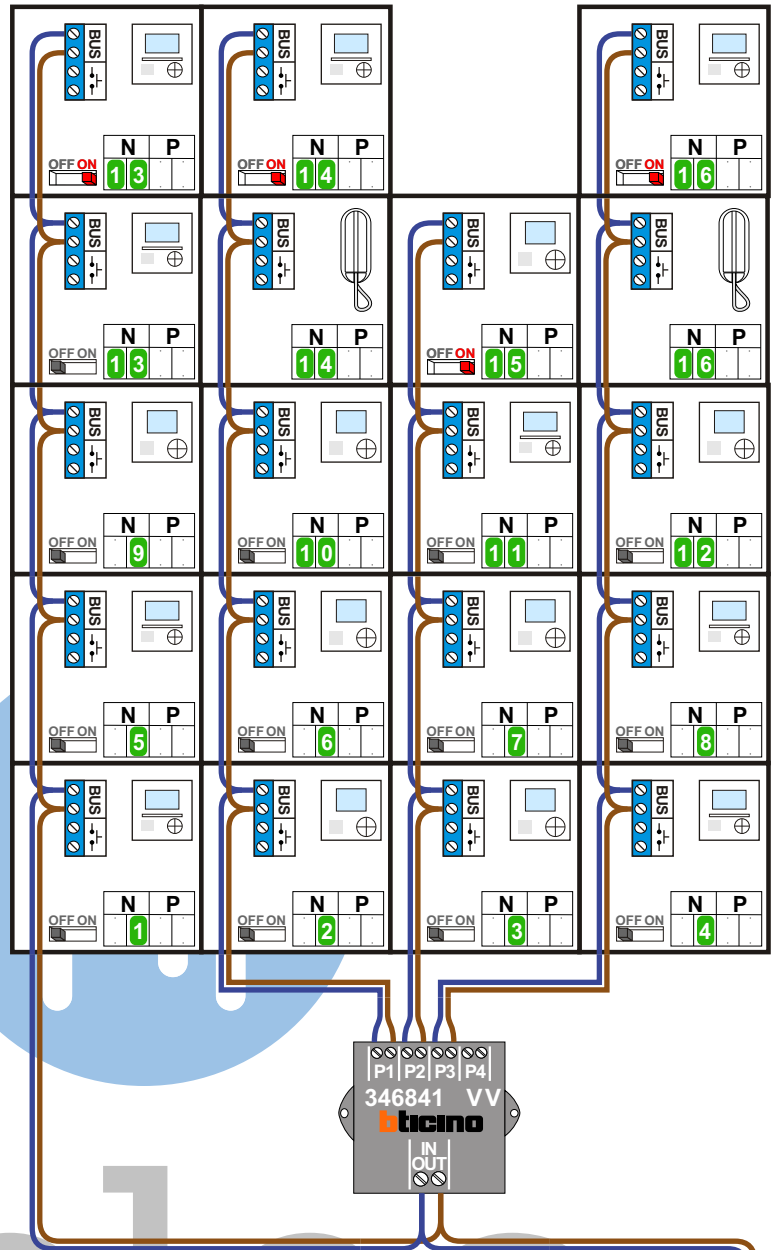 BUS BUS BUS
N P N P N P
OFF ON 13 OFF ON 14 OFF ON 16
BUS BUS BUS BUS
N P N P N P N P
OFF ON 13 14 OFF ON 15 16
BUS BUS BUS BUS
N P N P N P N P
OFF ON 9 OFF ON 10 OFF ON 11 OFF ON 12
BUS BUS BUS BUS
N P N P N P N P
OFF ON 5 OFF ON 6 OFF ON 7 OFF ON 8
BUS BUS BUS BUS
N P N P N P N P
OFF ON 1 OFF ON 2 OFF ON 3 OFF ON 4
P1 P2 P3 P4
346841 VV
bticino
IN
OUT